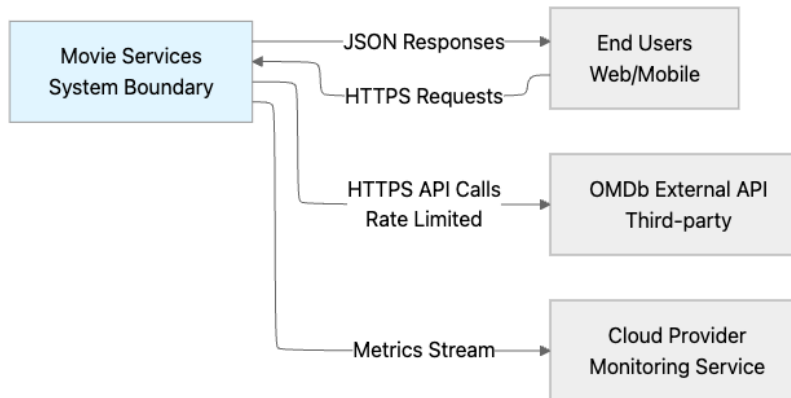 Movie Services
System Boundary
JSON Responses
HTTPS Requests
End Users
Web/Mobile
HTTPS API Calls
Rate Limited
OMDb External API
Third-party
Metrics Stream
Cloud Provider
Monitoring Service